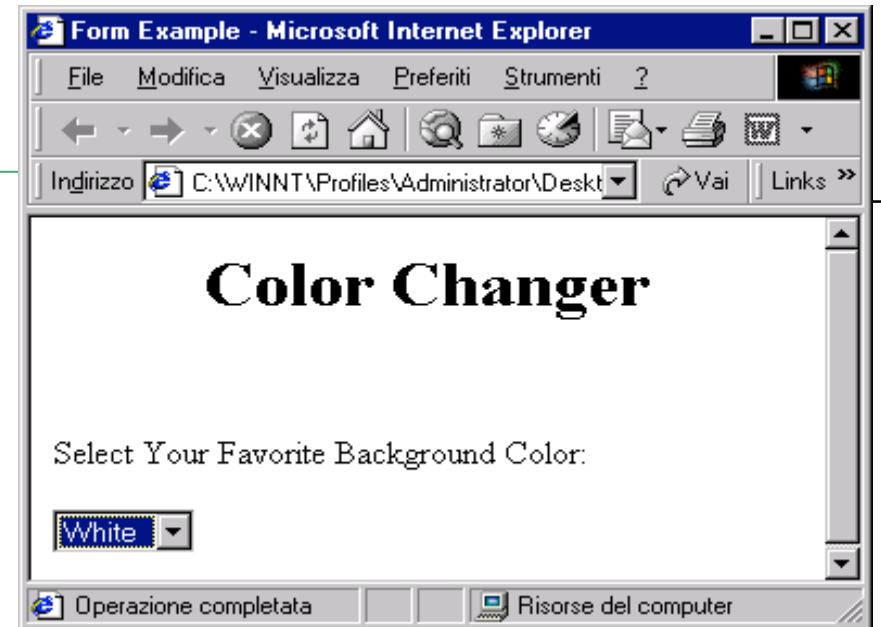 Form Example - Microsoft Internet Explorer
File Modifica Visualizza Preferiti Strumenti ?
Indirizzo C:\WINNT\Profiles\Administrator\Deskt Vai Links »
Color Changer
Select Your Favorite Background Color:
White
Operazione completata Risorse del computer